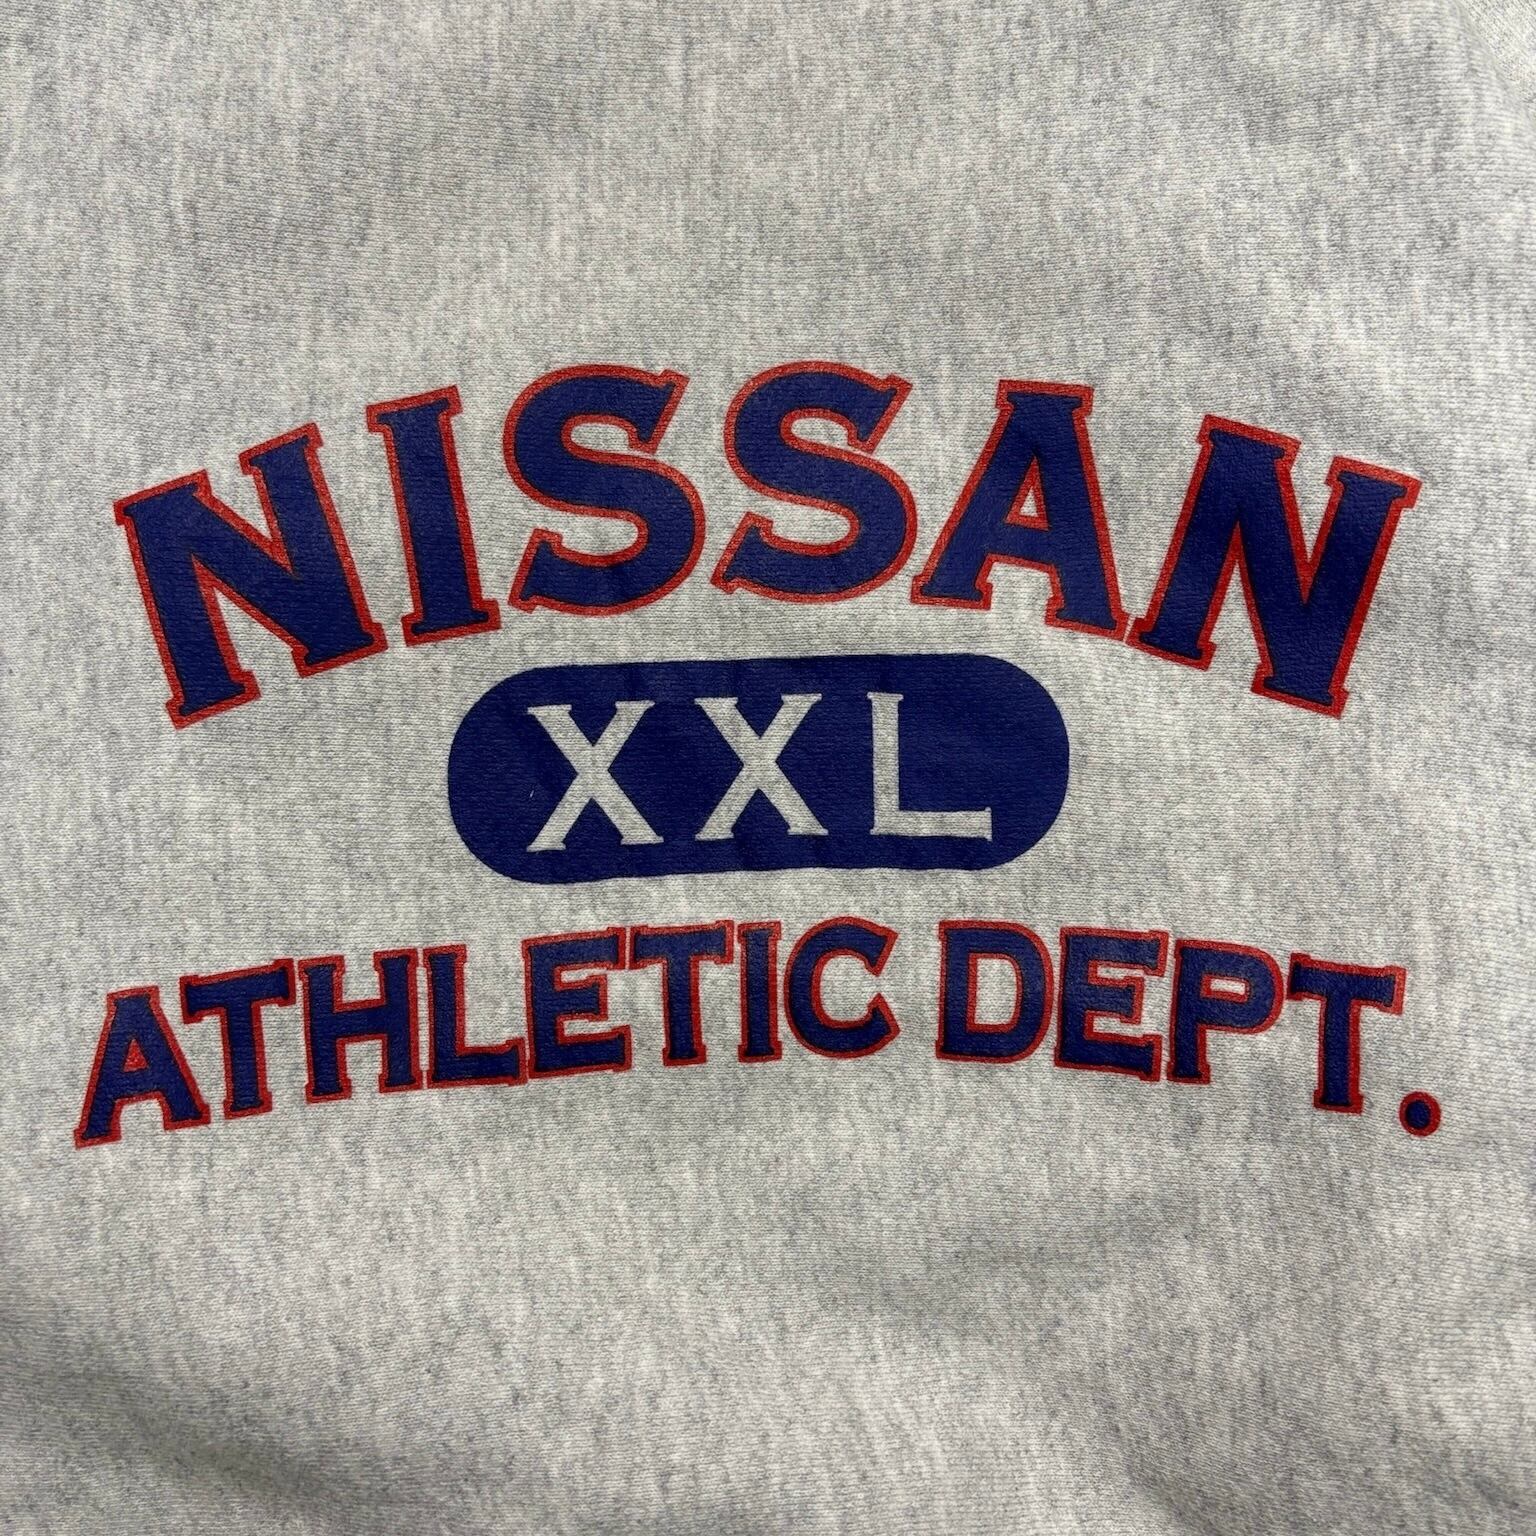 NISSAN
XXL
ATHLETIC DEPT.